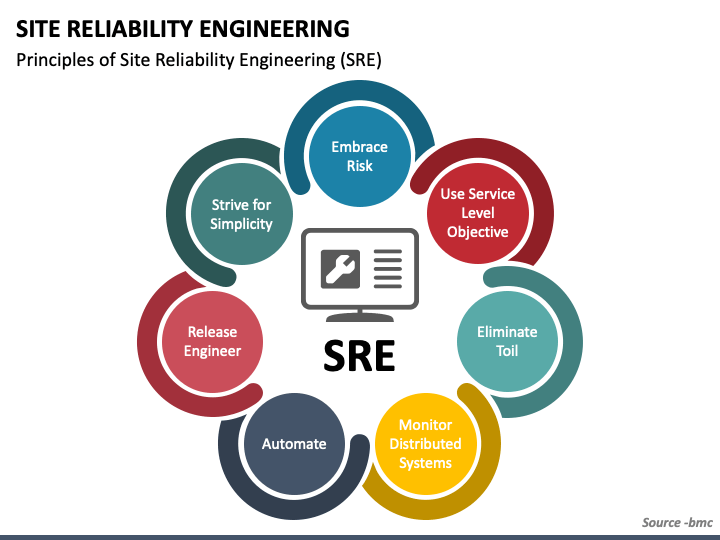 SITE RELIABILITY ENGINEERING
Principles of Site Reliability Engineering (SRE)
Embrace
Risk
Use Service
Level
Objective
Eliminate
Toil
Monitor
Distributed
Systems
Automate
Release
Engineer
Strive for
Simplicity
SRE
Source -bmc